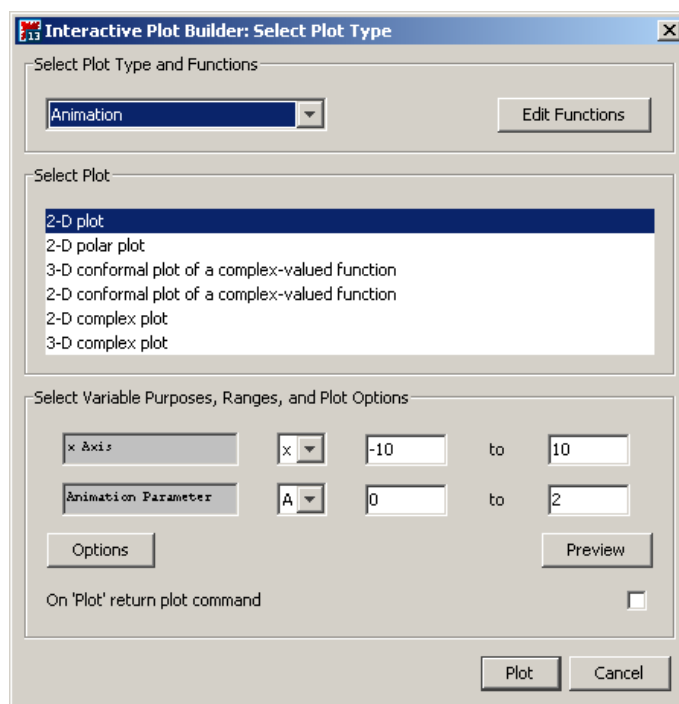 13 Interactive Plot Builder: Select Plot Type
Select Plot Type and Functions
Animation Edit Functions
Select Plot
2-D plot
2-D polar plot
3-D conformal plot of a complex-valued function
2-D conformal plot of a complex-valued function
2-D complex plot
3-D complex plot
Select Variable Purposes, Ranges, and Plot Options
x Axis x -10 to 10
Animation Parameter A 0 to 2
Options Preview
On 'Plot' return plot command
Plot Cancel